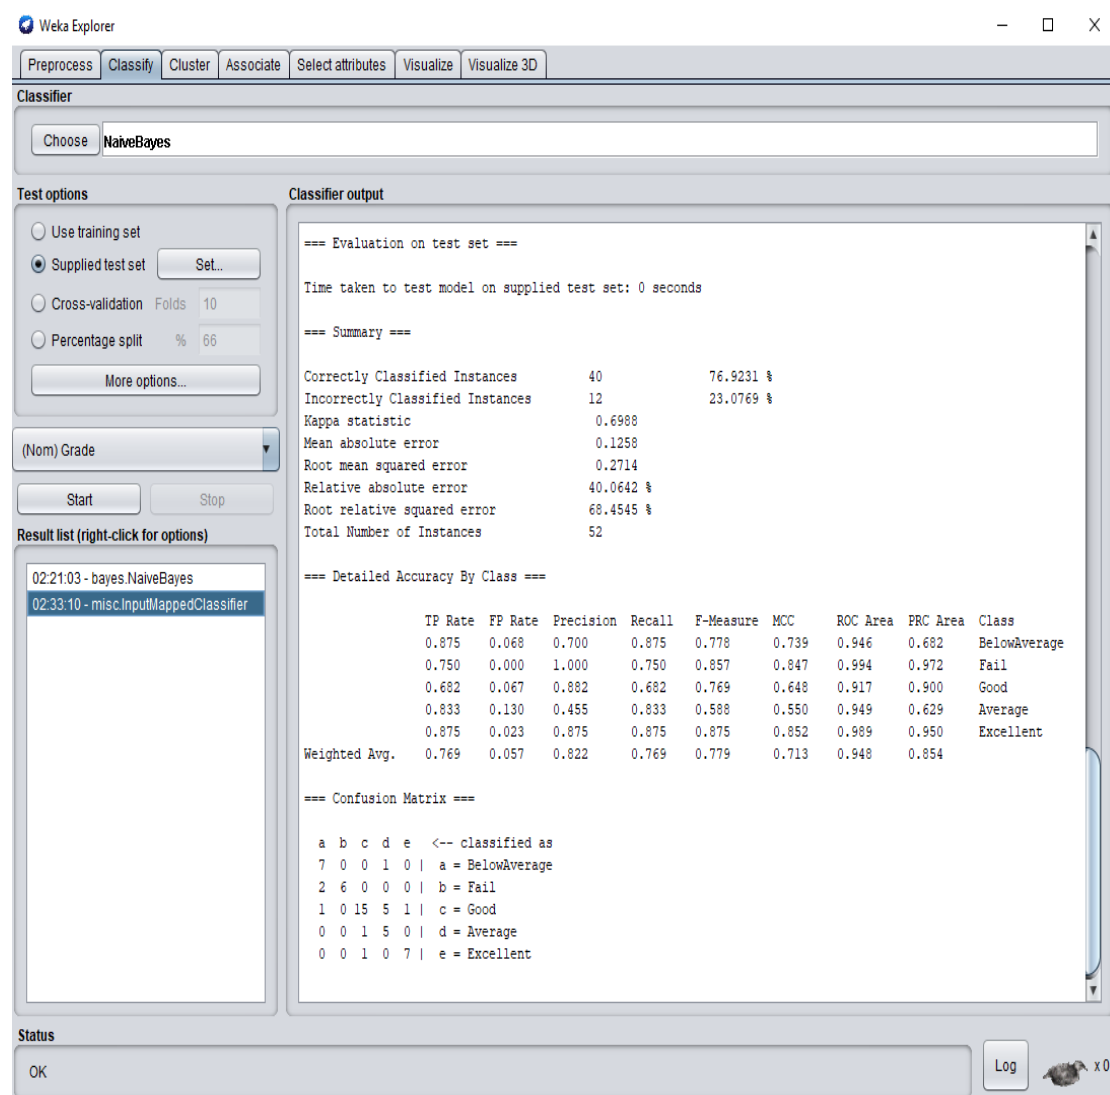 Weka Explorer
Preprocess Classify Cluster Associate Select attributes Visualize Visualize 3D
Classifier
Choose NaiveBayes
Test options
Use training set
Supplied test set Set...
Cross-validation Folds 10
Percentage split % 66
More options...
(Nom) Grade
Start Stop
Result list (right-click for options)
02:21:03 - bayes.NaiveBayes
02:33:10 - misc.InputMappedClassifier
Classifier output
=== Evaluation on test set ===
Time taken to test model on supplied test set: 0 seconds
=== Summary ===
Correctly Classified Instances 40 76.9231 %
Incorrectly Classified Instances 12 23.0769 %
Kappa statistic 0.6988
Mean absolute error 0.1258
Root mean squared error 0.2714
Relative absolute error 40.0642 %
Root relative squared error 68.4545 %
Total Number of Instances 52
=== Detailed Accuracy By Class ===
TP Rate FP Rate Precision Recall F-Measure MCC ROC Area PRC Area Class
0.875 0.068 0.700 0.875 0.778 0.739 0.946 0.682 BelowAverage
0.750 0.000 1.000 0.750 0.857 0.847 0.994 0.972 Fail
0.682 0.067 0.882 0.682 0.769 0.648 0.917 0.900 Good
0.833 0.130 0.455 0.833 0.588 0.550 0.949 0.629 Average
0.875 0.023 0.875 0.875 0.875 0.852 0.989 0.950 Excellent
Weighted Avg. 0.769 0.057 0.822 0.769 0.779 0.713 0.948 0.854
=== Confusion Matrix ===
a b c d e <-- classified as
7 0 0 1 0 | a = BelowAverage
2 6 0 0 0 | b = Fail
1 0 15 5 1 | c = Good
0 0 1 5 0 | d = Average
0 0 1 0 7 | e = Excellent
Status
OK
Log x 0